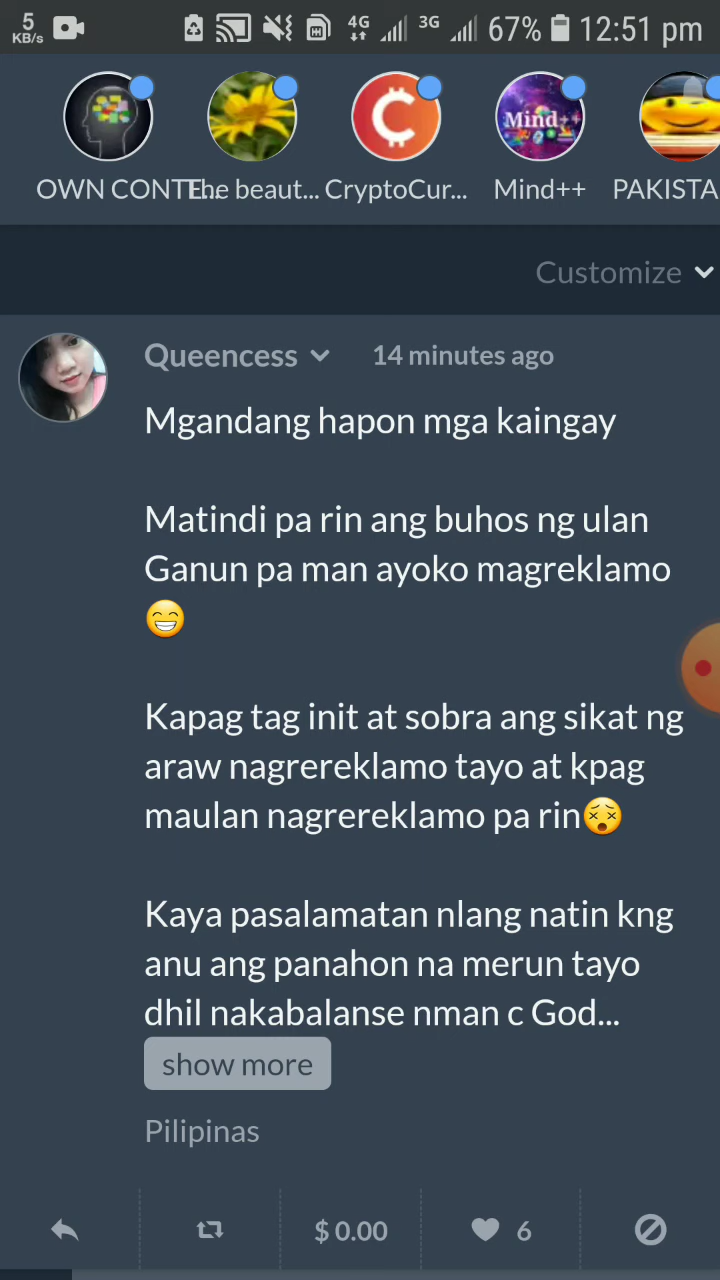 5
KB/s
4G
3G
67%
12:51 pm
Mind++
OWN CONTE...
The beaut...
CryptoCur...
Mind++
PAKISTA
Customize
Queencess
14 minutes ago
Mgandang hapon mga kaingay
Matindi pa rin ang buhos ng ulan
Ganun pa man ayoko magreklamo
😁
Kapag tag init at sobra ang sikat ng
araw nagrereklamo tayo at kpag
maulan nagrereklamo pa rin😵
Kaya pasalamatan nlang natin kng
anu ang panahon na merun tayo
dhil nakabalanse nman c God...
show more
Pilipinas
$ 0.00
6